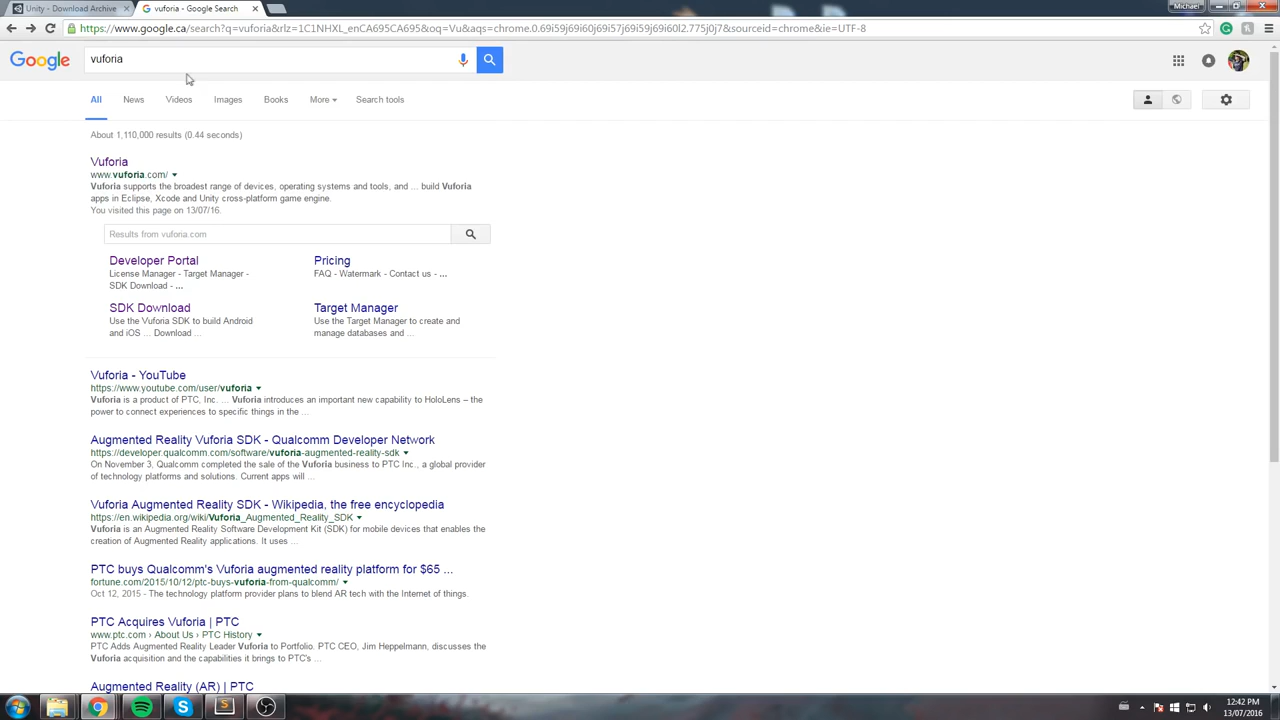 Unity - Download Archive
vuforia - Google Search
Michael
https://www.google.ca/search?q=vuforia&rlz=1C1NHXL_enCA695CA695&oq=Vu&aqs=chrome.0.69i59j69i60j69i57j69i59j69i60l2.775j0j7&sourceid=chrome&ie=UTF-8
Google
vuforia
All News Videos Images Books More Search tools
About 1,110,000 results (0.44 seconds)
Vuforia
www.vuforia.com/
Vuforia supports the broadest range of devices, operating systems and tools, and ... build Vuforia
apps in Eclipse, Xcode and Unity cross-platform game engine.
You visited this page on 13/07/16.
Results from vuforia.com
Developer Portal
License Manager - Target Manager -
SDK Download - ...
Pricing
FAQ - Watermark - Contact us - ...
SDK Download
Use the Vuforia SDK to build Android
and iOS ... Download ...
Target Manager
Use the Target Manager to create and
manage databases and ...
Vuforia - YouTube
https://www.youtube.com/user/vuforia
Vuforia is a product of PTC, Inc. ... Vuforia introduces an important new capability to HoloLens – the
power to connect experiences to specific things in the ...
Augmented Reality Vuforia SDK - Qualcomm Developer Network
https://developer.qualcomm.com/software/vuforia-augmented-reality-sdk
On November 3, Qualcomm completed the sale of the Vuforia business to PTC Inc., a global provider
of technology platforms and solutions. Current apps will ...
Vuforia Augmented Reality SDK - Wikipedia, the free encyclopedia
https://en.wikipedia.org/wiki/Vuforia_Augmented_Reality_SDK
Vuforia is an Augmented Reality Software Development Kit (SDK) for mobile devices that enables the
creation of Augmented Reality applications. It uses ...
PTC buys Qualcomm's Vuforia augmented reality platform for $65 ...
fortune.com/2015/10/12/ptc-buys-vuforia-from-qualcomm/
Oct 12, 2015 - The technology platform provider plans to blend AR tech with the Internet of things.
PTC Acquires Vuforia | PTC
www.ptc.com › About Us › PTC History
PTC Adds Augmented Reality Leader Vuforia to Portfolio. PTC CEO, Jim Heppelmann, discusses the
Vuforia acquisition and the capabilities it brings to PTC's ...
Augmented Reality (AR) | PTC
12:42 PM
13/07/2016